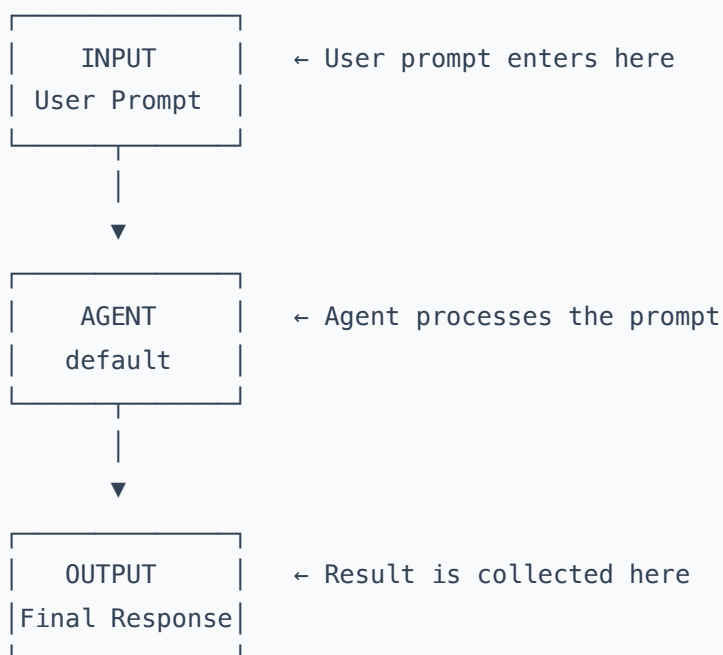 INPUT ← User prompt enters here
User Prompt
▼
AGENT ← Agent processes the prompt
default
▼
OUTPUT ← Result is collected here
Final Response